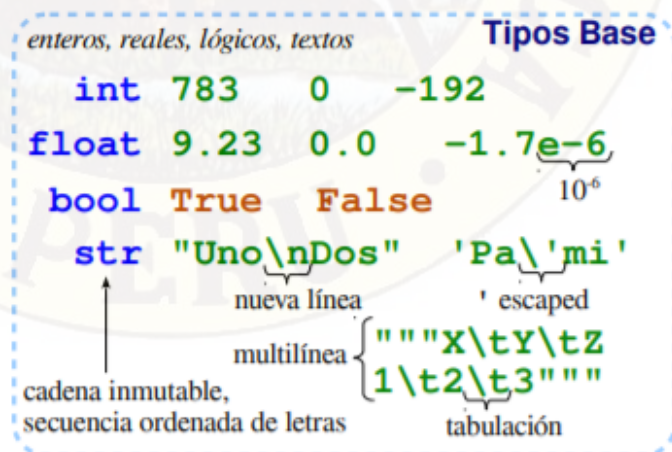 enteros, reales, lógicos, textos Tipos Base
int 783 0 -192
float 9.23 0.0 -1.7e-6
10-6
bool True False
str "Uno\nDos" 'Pa\'mi'
nueva línea ' escaped
multilínea """X\tY\tZ
1\t2\t3"""
cadena inmutable,
secuencia ordenada de letras tabulación
PERU